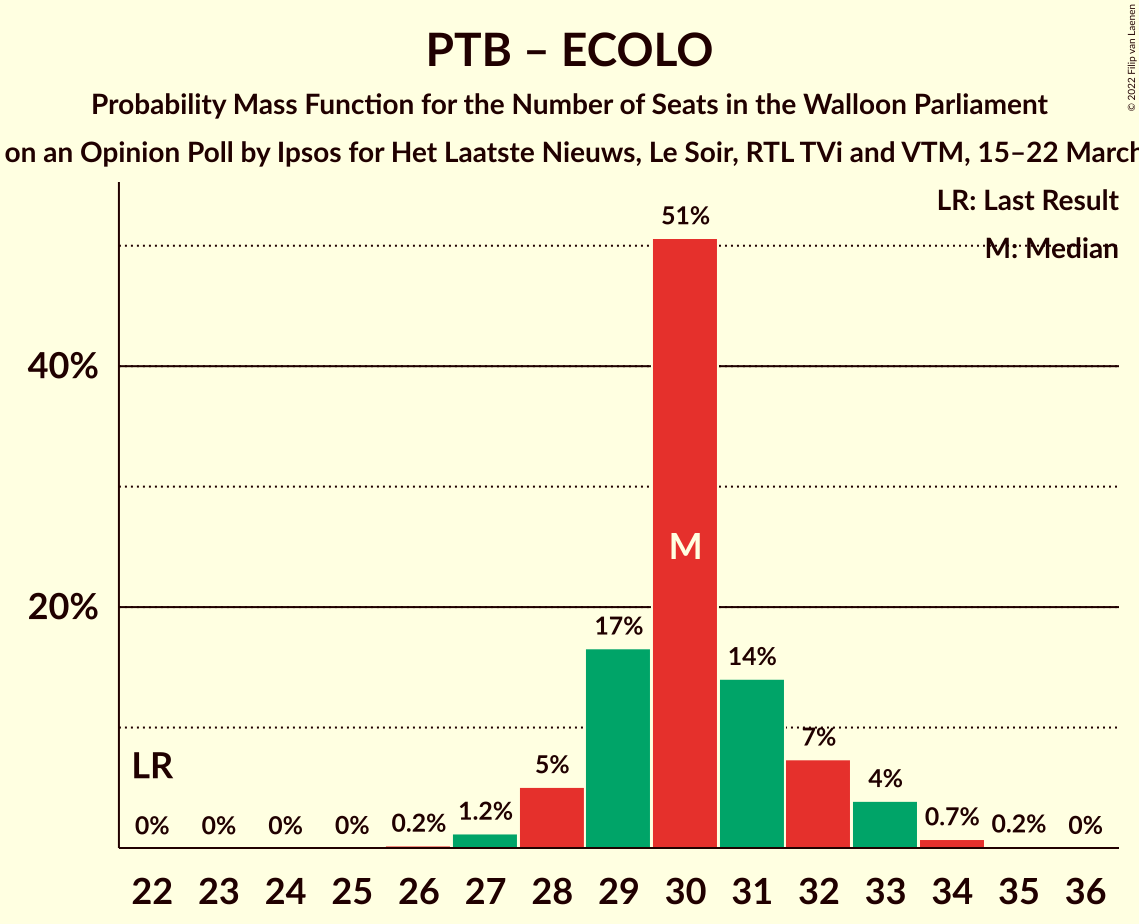 PTB – ECOLO
Probability Mass Function for the Number of Seats in the Walloon Parliament
on an Opinion Poll by Ipsos for Het Laatste Nieuws, Le Soir, RTL TVi and VTM, 15–22 March
© 2022 Filip van Laenen
LR: Last Result
M: Median
40%
20%
LR
M
0%
0%
0%
0%
0.2%
1.2%
5%
17%
51%
14%
7%
4%
0.7%
0.2%
0%
22 23 24 25 26 27 28 29 30 31 32 33 34 35 36